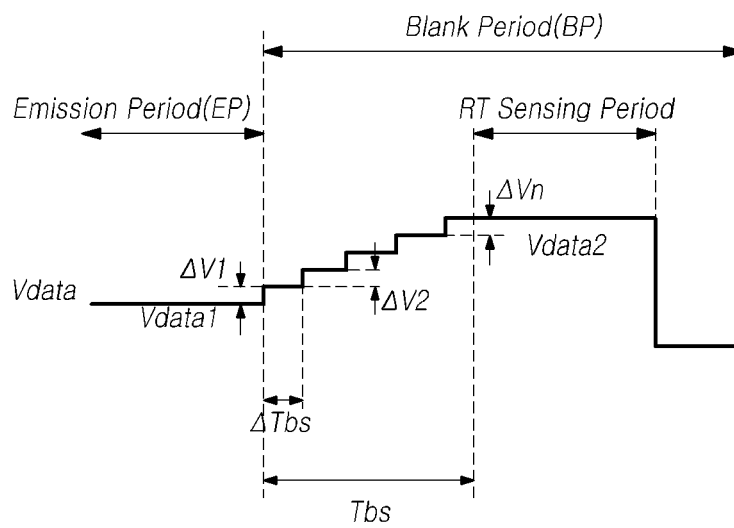 Blank Period(BP)
Emission Period(EP)
RT Sensing Period
ΔVn
ΔV1
Vdata2
Vdata
Vdata1
ΔV2
ΔTbs
Tbs